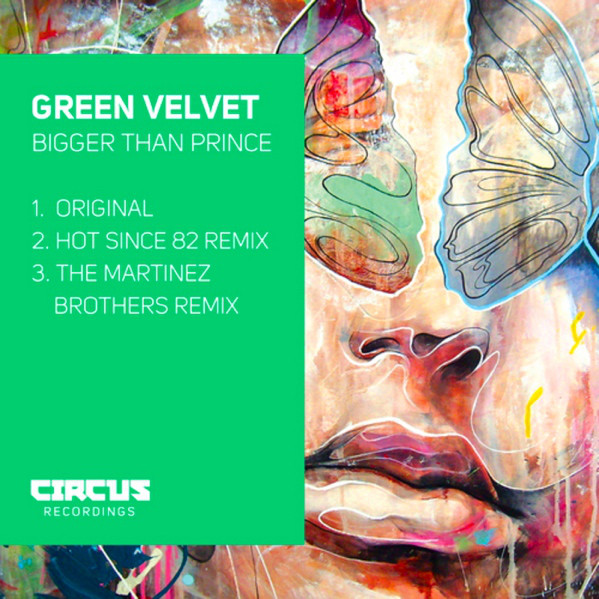 GREEN VELVET
BIGGER THAN PRINCE
1. ORIGINAL
2. HOT SINCE 82 REMIX
3. THE MARTINEZ
BROTHERS REMIX
CIRCUS
RECORDINGS